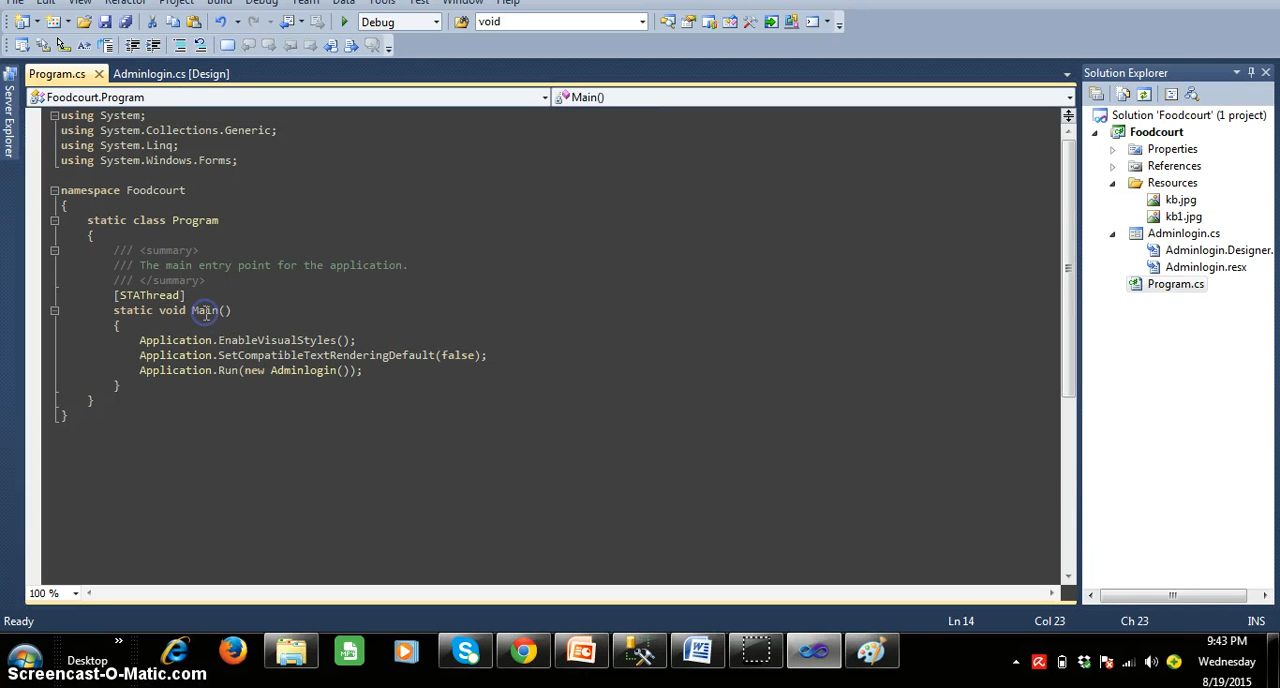 File Edit View Refactor Project Build Debug Team Data Tools Test Window Help
Debug void
Program.cs Adminlogin.cs [Design]
Foodcourt.Program Main()
using System;
using System.Collections.Generic;
using System.Linq;
using System.Windows.Forms;
namespace Foodcourt
{
static class Program
{
/// <summary>
/// The main entry point for the application.
/// </summary>
[STAThread]
static void Main()
{
Application.EnableVisualStyles();
Application.SetCompatibleTextRenderingDefault(false);
Application.Run(new Adminlogin());
}
}
}
100 %
Server Explorer
Solution Explorer
Solution 'Foodcourt' (1 project)
Foodcourt
Properties
References
Resources
kb.jpg
kb1.jpg
Adminlogin.cs
Adminlogin.Designer.
Adminlogin.resx
Program.cs
Ready Ln 14 Col 23 Ch 23 INS
Desktop
9:43 PM
Wednesday
8/19/2015
Screencast-O-Matic.com